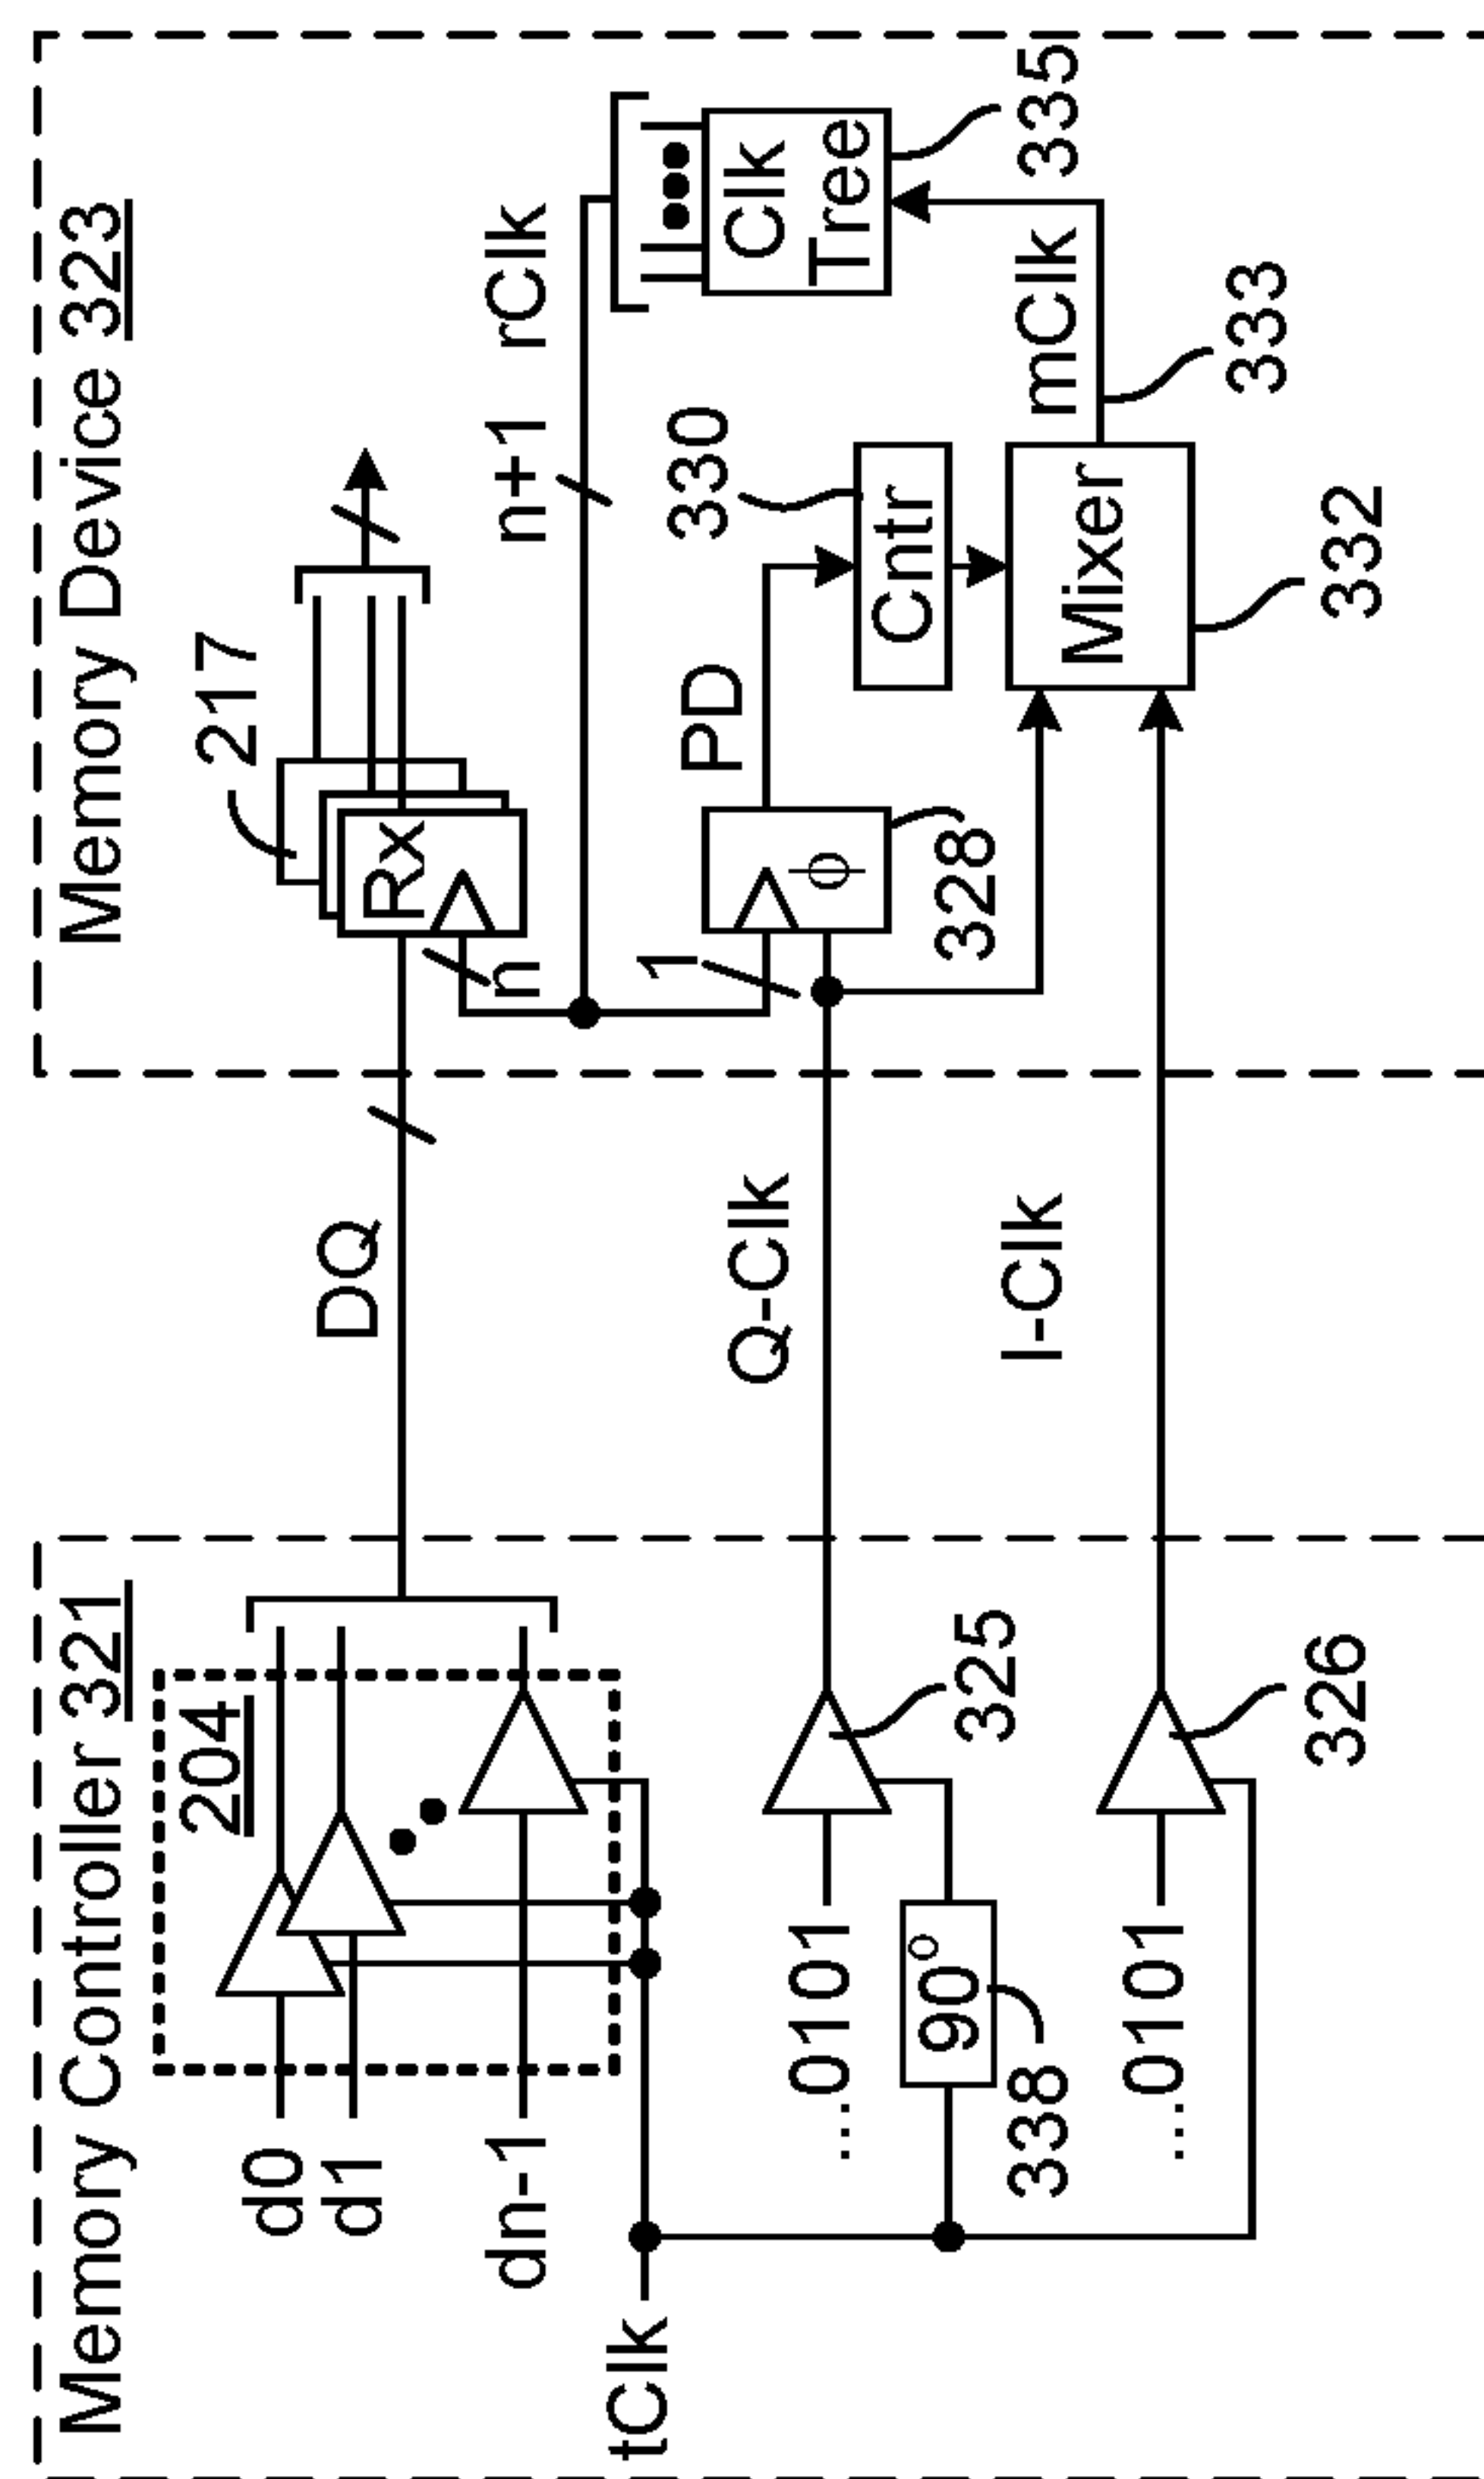 Memory Controller 321
Memory Device 323
204
217
d0
d1
dn-1
DQ
Rx
n
n+1 rClk
tClk
1
PD
330
Clk
Tree
335
Q-Clk
ϕ
328
Cntr
...0101
325
90°
338
I-Clk
mClk
333
Mixer
332
...0101
326